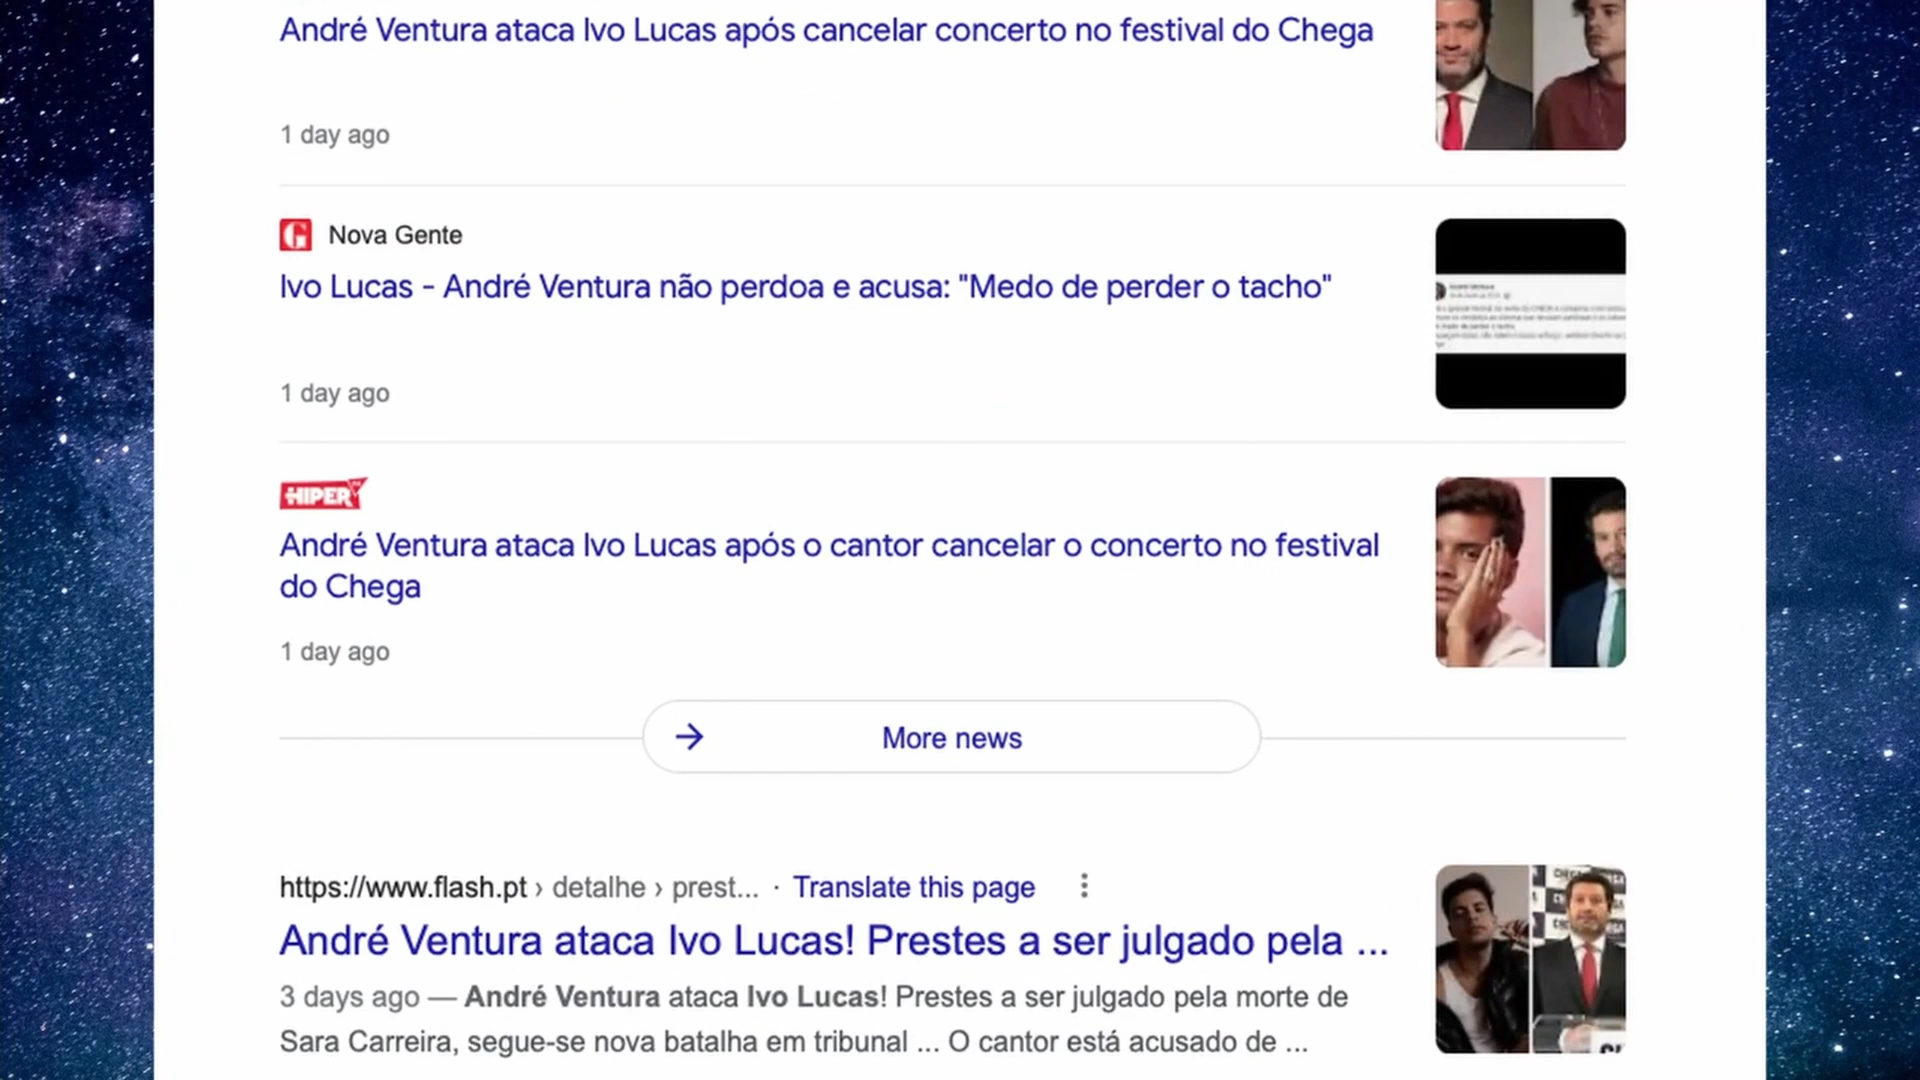 André Ventura ataca Ivo Lucas após cancelar concerto no festival do Chega
1 day ago
G Nova Gente
Ivo Lucas - André Ventura não perdoa e acusa: "Medo de perder o tacho"
1 day ago
HIPER
André Ventura ataca Ivo Lucas após o cantor cancelar o concerto no festival
do Chega
1 day ago
→ More news
https://www.flash.pt › detalhe › prest... · Translate this page
André Ventura ataca Ivo Lucas! Prestes a ser julgado pela ...
3 days ago — André Ventura ataca Ivo Lucas! Prestes a ser julgado pela morte de
Sara Carreira, segue-se nova batalha em tribunal ... O cantor está acusado de ...